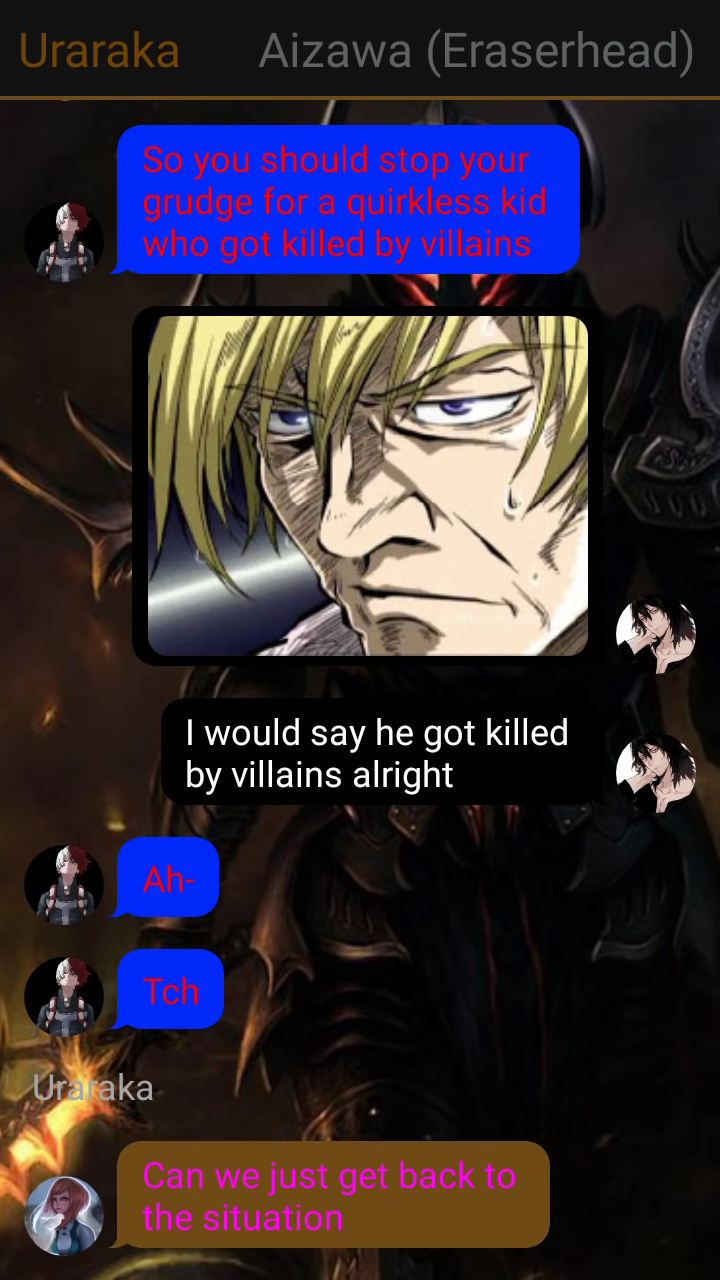 Uraraka Aizawa (Eraserhead)
So you should stop your
grudge for a quirkless kid
who got killed by villains
I would say he got killed
by villains alright
Ah-
Tch
Uraraka
Can we just get back to
the situation